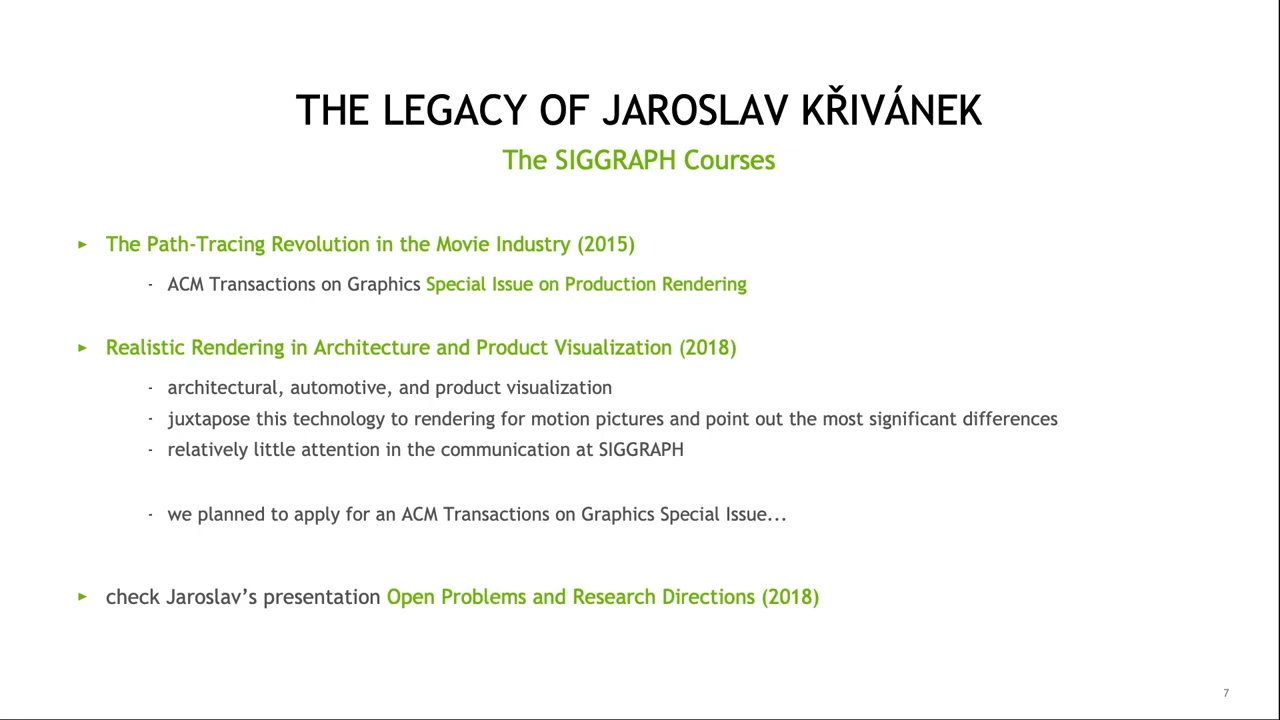 THE LEGACY OF JAROSLAV KŘIVÁNEK
The SIGGRAPH Courses
▸ The Path-Tracing Revolution in the Movie Industry (2015)
- ACM Transactions on Graphics Special Issue on Production Rendering
▸ Realistic Rendering in Architecture and Product Visualization (2018)
- architectural, automotive, and product visualization
- juxtapose this technology to rendering for motion pictures and point out the most significant differences
- relatively little attention in the communication at SIGGRAPH
- we planned to apply for an ACM Transactions on Graphics Special Issue...
▸ check Jaroslav’s presentation Open Problems and Research Directions (2018)
7